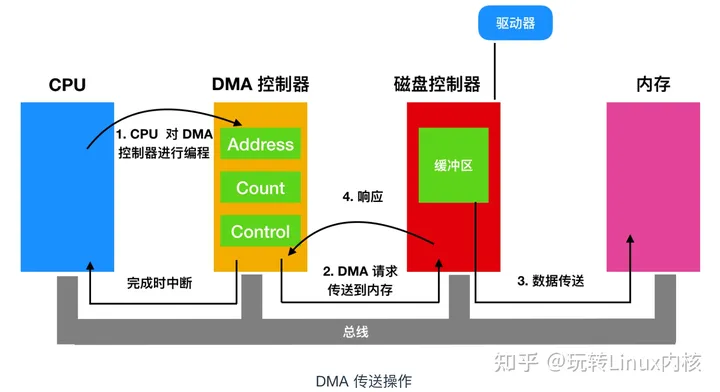 驱动器
CPU
DMA 控制器
磁盘控制器
内存
1. CPU 对 DMA
控制器进行编程
Address
Count
Control
缓冲区
4. 响应
2. DMA 请求
传送到内存
3. 数据传送
完成时中断
总线
知乎 @玩转Linux内核
DMA 传送操作